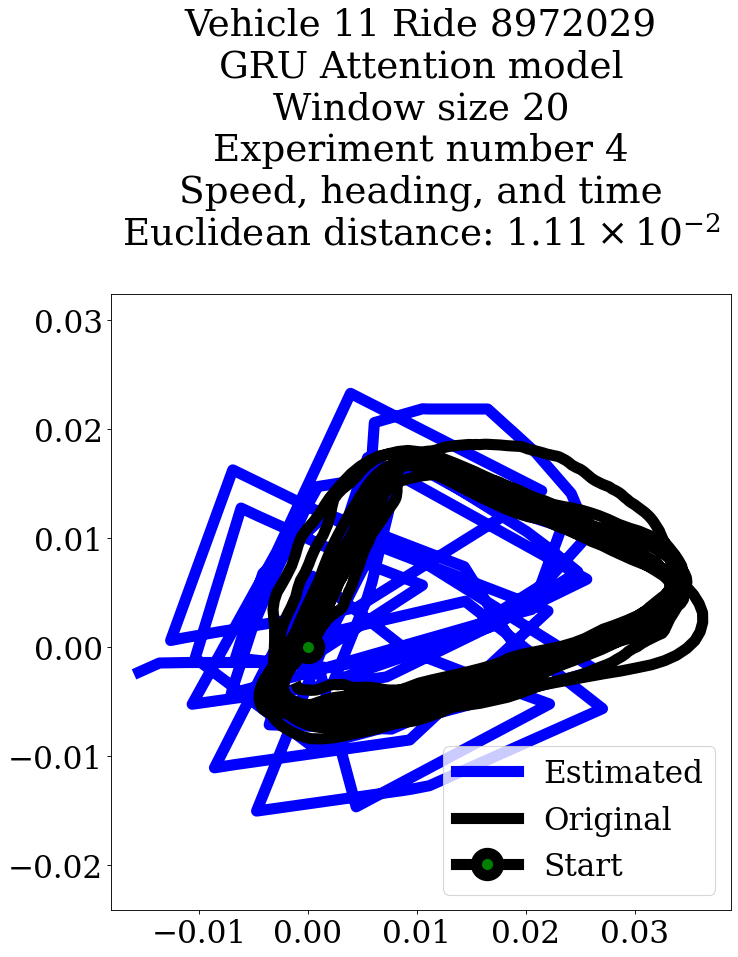 Vehicle 11 Ride 8972029
GRU Attention model
Window size 20
Experiment number 4
Speed, heading, and time
Euclidean distance: 1.11 × 10⁻²
0.03
0.02
0.01
0.00
−0.01
−0.02
Estimated
Original
Start
−0.01 0.00 0.01 0.02 0.03